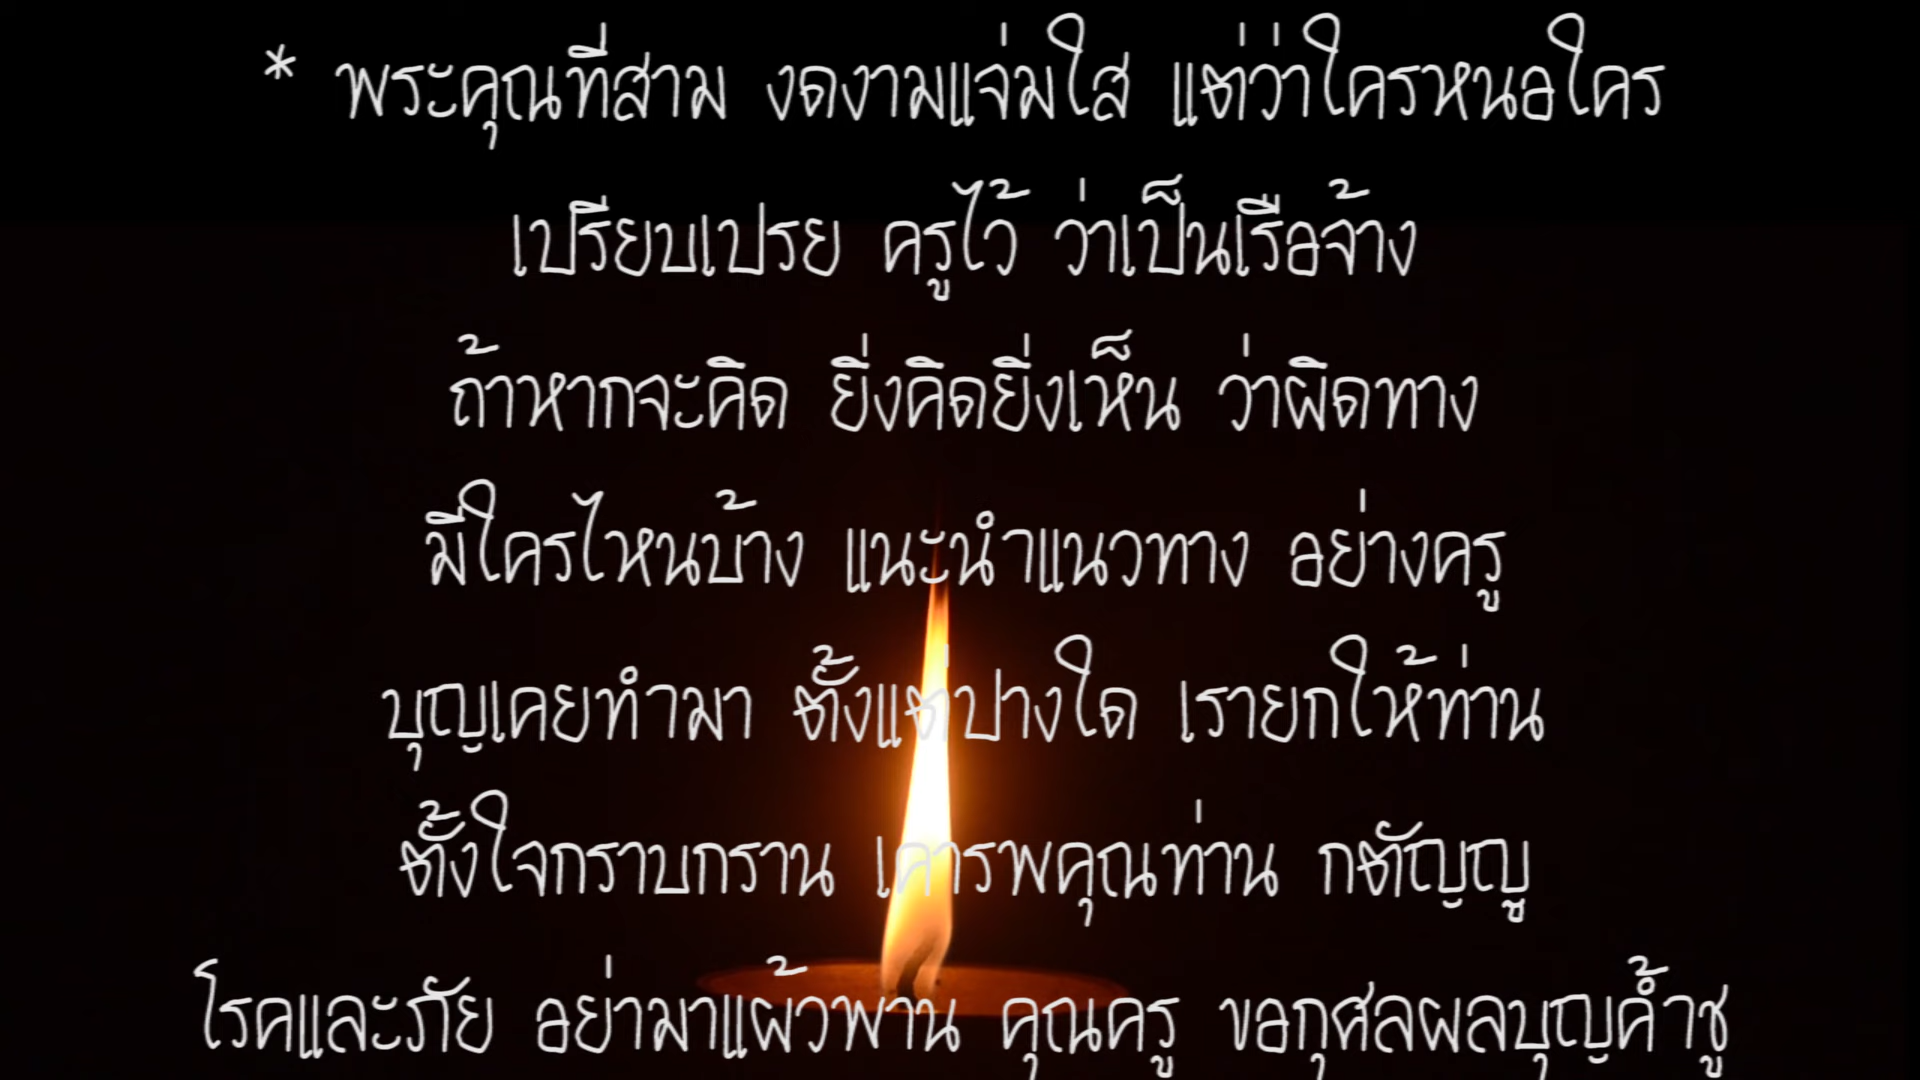 * พระคุณที่สาม งดงามแจ่มใส แต่ว่าใครหนอใคร
เปรียบเปรย ครูไว้ ว่าเป็นเรือจ้าง
ถ้าหากจะคิด ยิ่งคิดยิ่งเห็น ว่าผิดทาง
มีใครไหนบ้าง แนะนำแนวทาง อย่างครู
บุญเคยทำมา ตั้งแต่ปางใด เรายกให้ท่าน
ตั้งใจกราบกราน เคารพคุณท่าน กตัญญู
โรคและภัย อย่ามาแผ้วพาน คุณครู ขอกุศลผลบุญค้ำชู